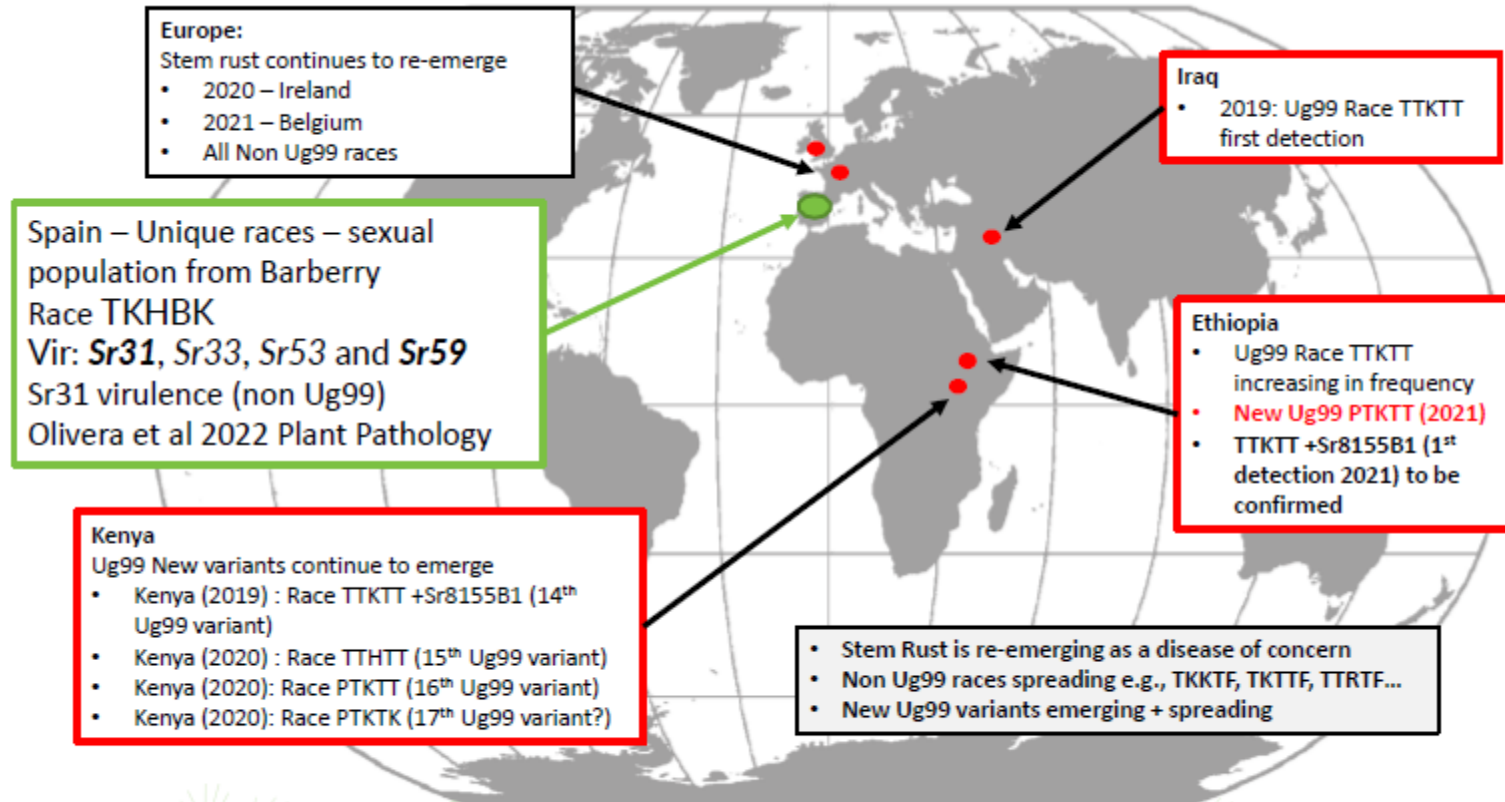 Europe:
Stem rust continues to re-emerge
• 2020 – Ireland
• 2021 – Belgium
• All Non Ug99 races
Iraq
• 2019: Ug99 Race TTKTT
first detection
Spain – Unique races – sexual
population from Barberry
Race TKHBK
Vir: Sr31, Sr33, Sr53 and Sr59
Sr31 virulence (non Ug99)
Olivera et al 2022 Plant Pathology
Ethiopia
• Ug99 Race TTKTT
increasing in frequency
• New Ug99 PTKTT (2021)
• TTKTT +Sr8155B1 (1st
detection 2021) to be
confirmed
Kenya
Ug99 New variants continue to emerge
• Kenya (2019) : Race TTKTT +Sr8155B1 (14th
Ug99 variant)
• Kenya (2020) : Race TTHTT (15th Ug99 variant)
• Kenya (2020): Race PTKTT (16th Ug99 variant)
• Kenya (2020): Race PTKTK (17th Ug99 variant?)
• Stem Rust is re-emerging as a disease of concern
• Non Ug99 races spreading e.g., TKKTF, TKTTF, TTRTF...
• New Ug99 variants emerging + spreading